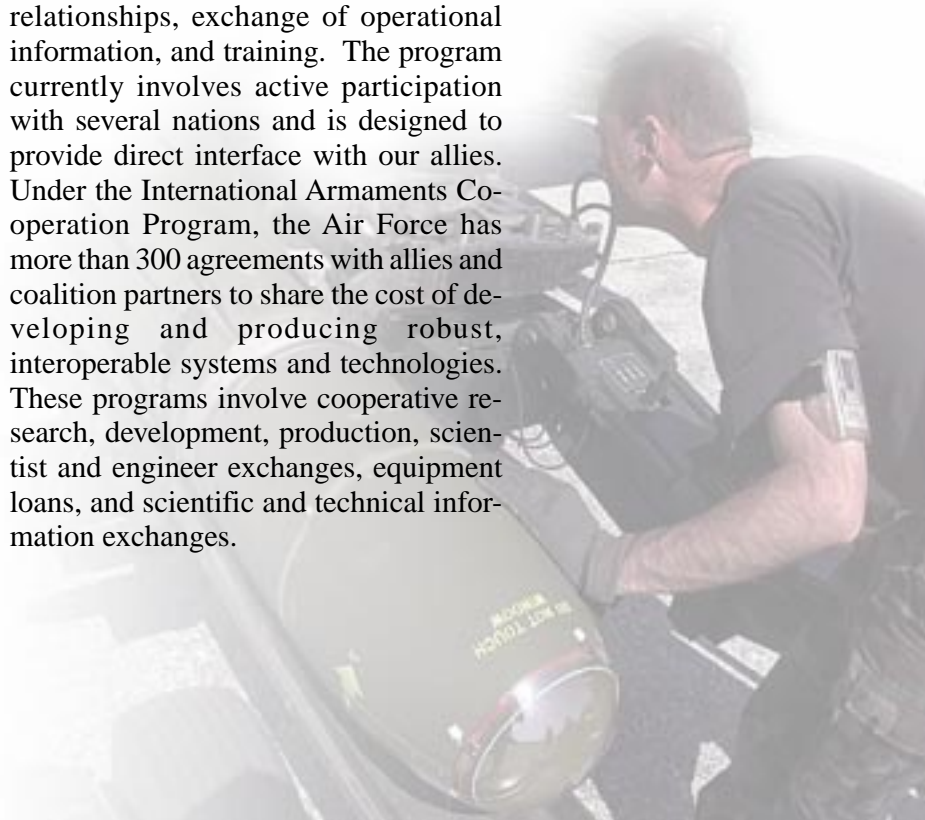 relationships, exchange of operational
information, and training. The program
currently involves active participation
with several nations and is designed to
provide direct interface with our allies.
Under the International Armaments Co-
operation Program, the Air Force has
more than 300 agreements with allies and
coalition partners to share the cost of de-
veloping and producing robust,
interoperable systems and technologies.
These programs involve cooperative re-
search, development, production, scien-
tist and engineer exchanges, equipment
loans, and scientific and technical infor-
mation exchanges.
DO NOT TOUCH
WINDOW